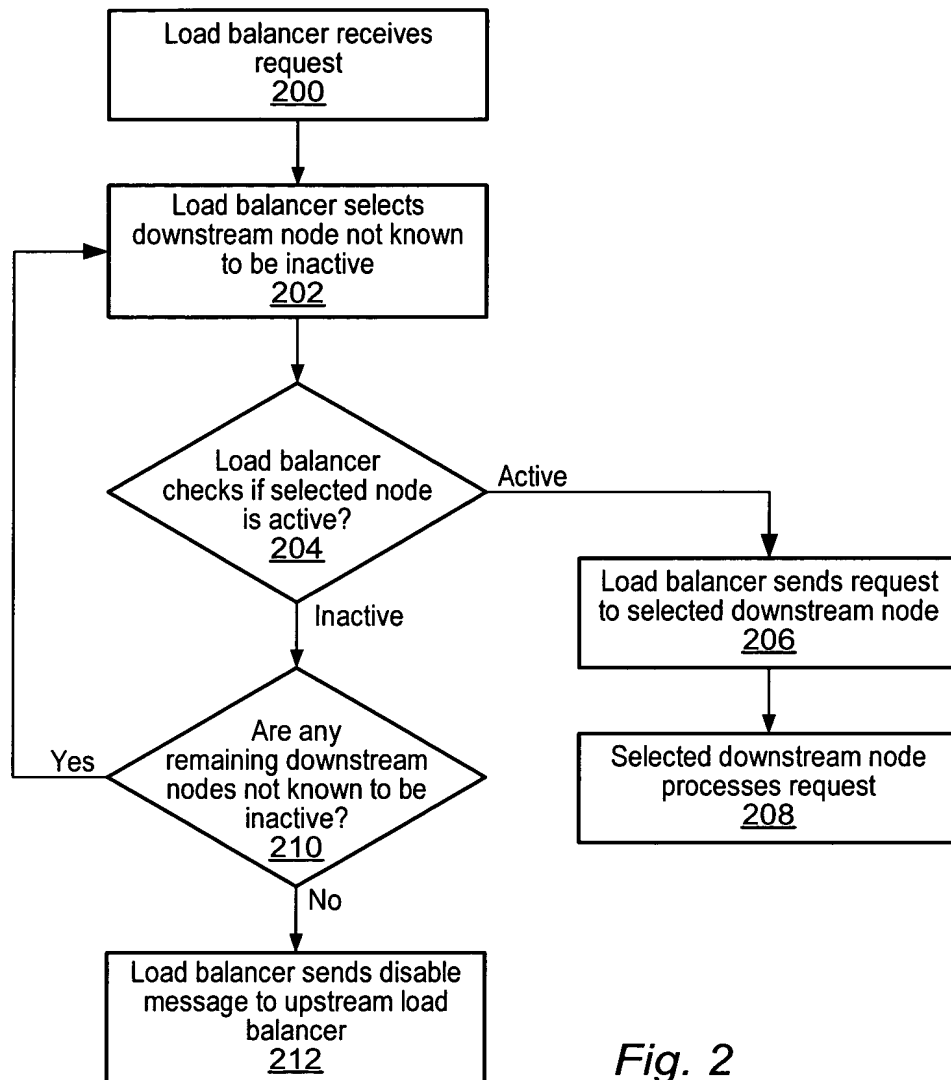 Load balancer receives
request
200
Load balancer selects
downstream node not known
to be inactive
202
Load balancer
checks if selected node
is active?
204
Active
Inactive
Load balancer sends request
to selected downstream node
206
Selected downstream node
processes request
208
Are any
remaining downstream
nodes not known to be
inactive?
210
Yes
No
Load balancer sends disable
message to upstream load
balancer
212
Fig. 2